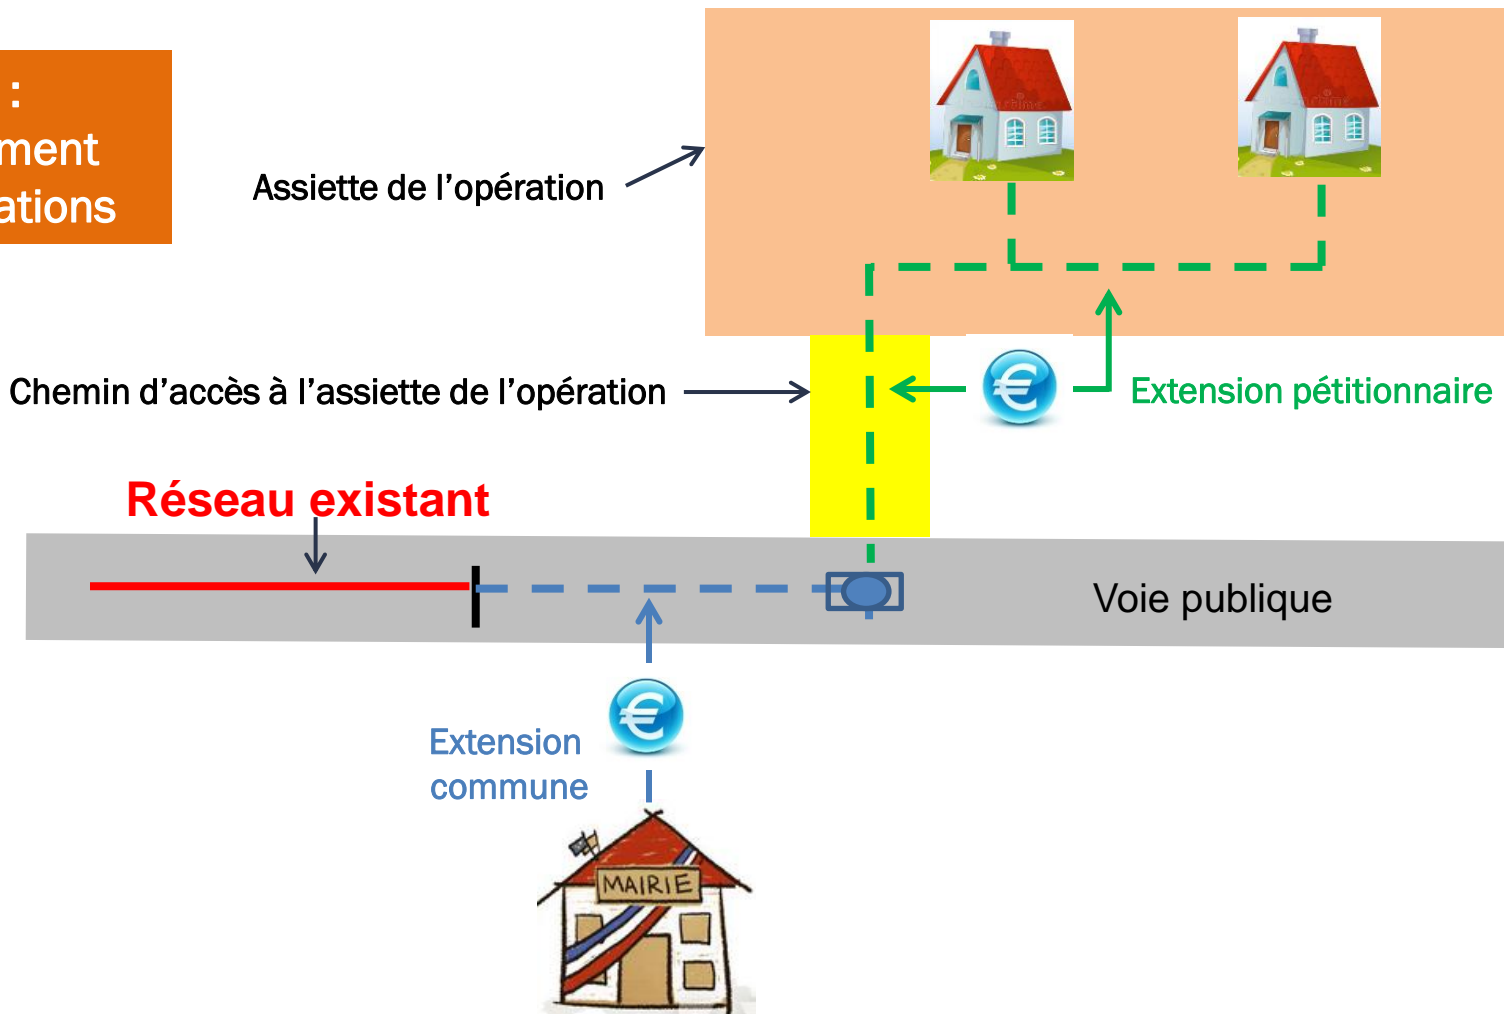 :
ment
ations
Assiette de l’opération
Chemin d’accès à l’assiette de l’opération
€
Extension pétitionnaire
Réseau existant
Voie publique
€
Extension
commune
MAIRIE